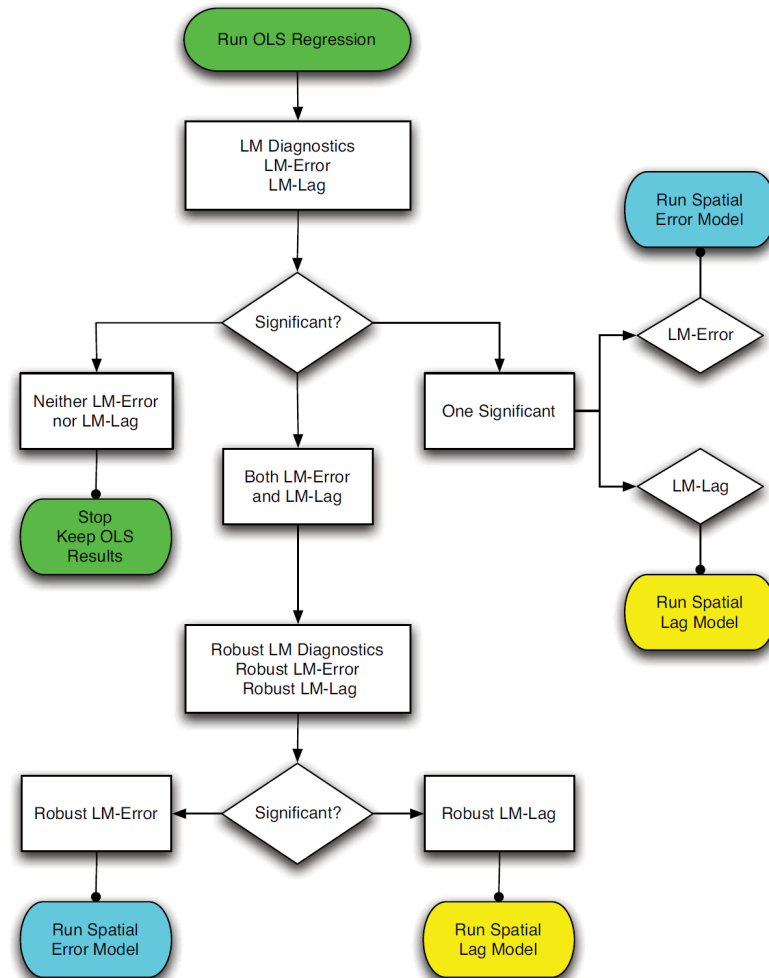 Run OLS Regression
LM Diagnostics
LM-Error
LM-Lag
Run Spatial
Error Model
Significant?
LM-Error
Neither LM-Error
nor LM-Lag
One Significant
Both LM-Error
and LM-Lag
LM-Lag
Stop
Keep OLS
Results
Run Spatial
Lag Model
Robust LM Diagnostics
Robust LM-Error
Robust LM-Lag
Robust LM-Error
Significant?
Robust LM-Lag
Run Spatial
Error Model
Run Spatial
Lag Model